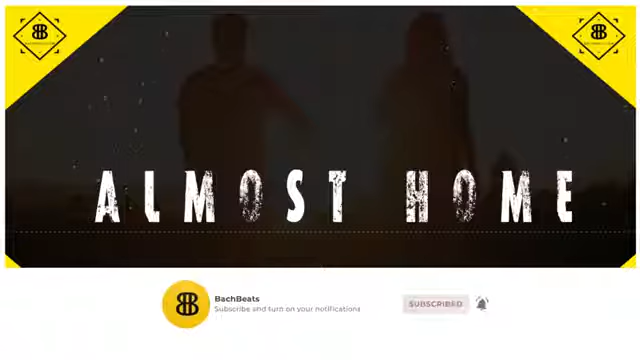 ALMOST HOME
BachBeats
Subscribe and turn on your notifications
SUBSCRIBED